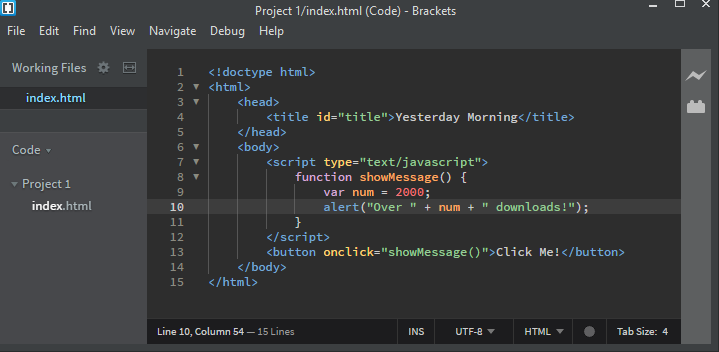 Project 1/index.html (Code) - Brackets
File Edit Find View Navigate Debug Help
Working Files
index.html
Code
Project 1
index.html
1 <!doctype html>
2 <html>
3 <head>
4 <title id="title">Yesterday Morning</title>
5 </head>
6 <body>
7 <script type="text/javascript">
8 function showMessage() {
9 var num = 2000;
10 alert("Over " + num + " downloads!");
11 }
12 </script>
13 <button onclick="showMessage()">Click Me!</button>
14 </body>
15 </html>
Line 10, Column 54 — 15 Lines INS UTF-8 HTML Tab Size: 4